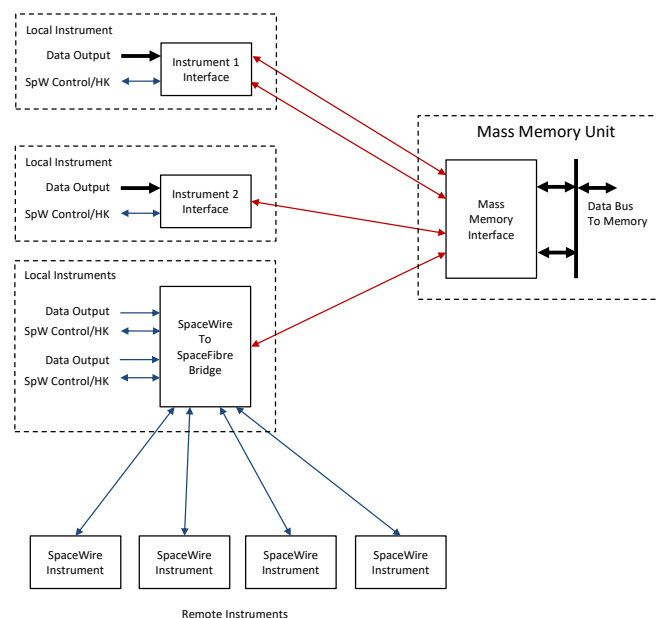 Local Instrument
Data Output
SpW Control/HK
Instrument 1
Interface
Mass Memory Unit
Local Instrument
Data Output
SpW Control/HK
Instrument 2
Interface
Mass
Memory
Interface
Data Bus
To Memory
Local Instruments
Data Output
SpW Control/HK
Data Output
SpW Control/HK
SpaceWire
To
SpaceFibre
Bridge
SpaceWire
Instrument
SpaceWire
Instrument
SpaceWire
Instrument
SpaceWire
Instrument
Remote Instruments